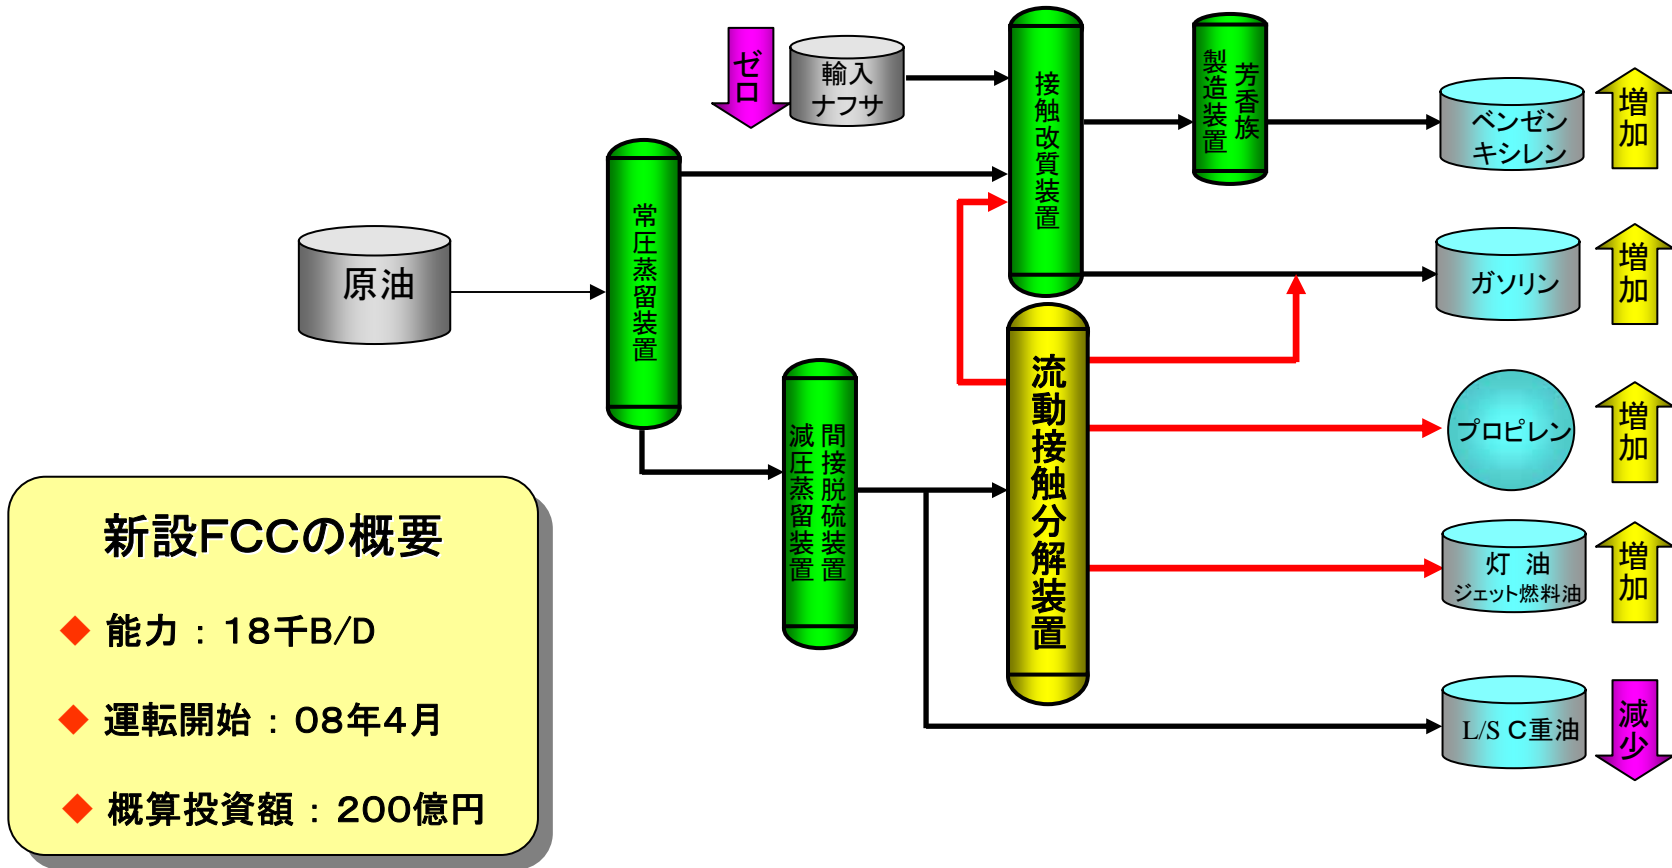 ゼロ
輸入
ナフサ
接触改質装置
芳香族
製造装置
ベンゼン
キシレン
増加
常圧蒸留装置
原油
ガソリン
増加
流動接触分解装置
間接脱硫装置
減圧蒸留装置
プロピレン
増加
灯 油
ジェット燃料油
増加
L/S C重油
減少
新設FCCの概要
◆ 能力：18千B/D
◆ 運転開始：08年4月
◆ 概算投資額：200億円